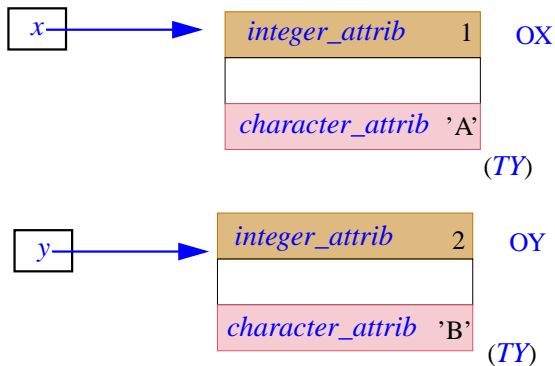 x integer_attrib 1 OX
character_attrib 'A'
(TY)
y integer_attrib 2 OY
character_attrib 'B'
(TY)